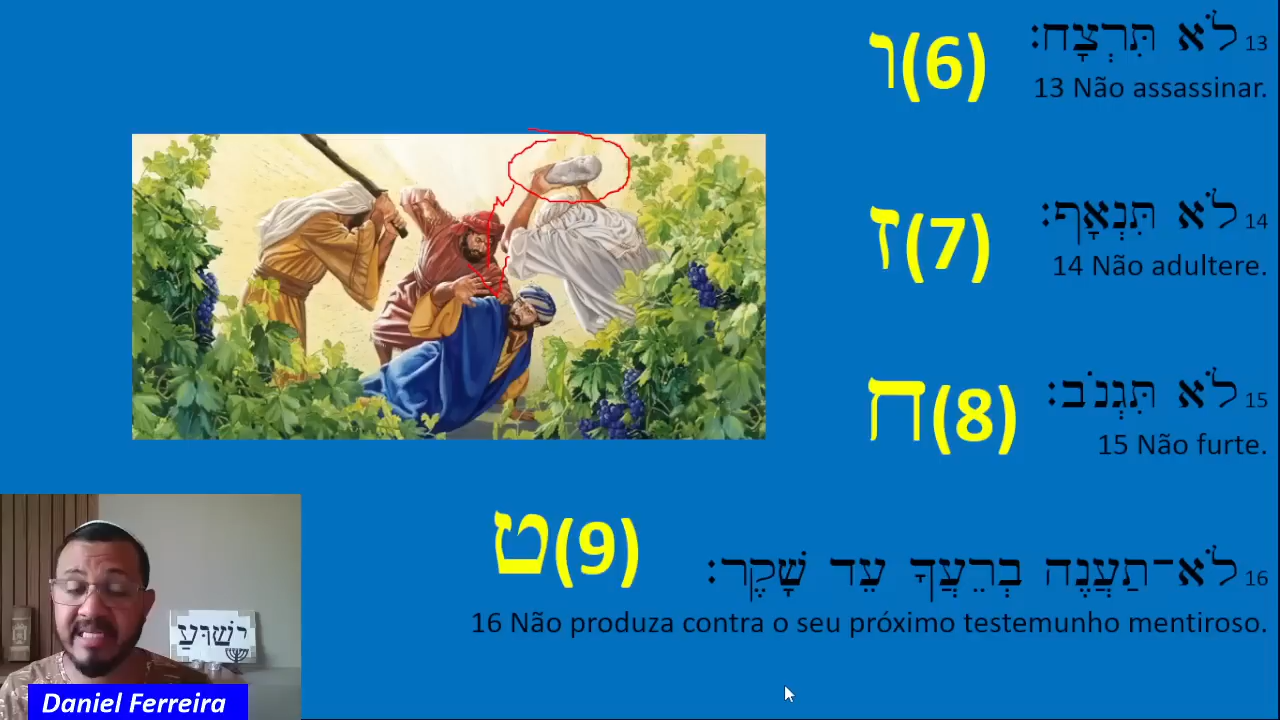 ו(6)
13 לֹא תִּרְצָח׃
13 Não assassinar.
ז(7)
14 לֹא תִּנְאָף׃
14 Não adultere.
ח(8)
15 לֹא תִּגְנֹב׃
15 Não furte.
ט(9)
16 לֹא־תַעֲנֶה בְרֵעֲךָ עֵד שָׁקֶר׃
16 Não produza contra o seu próximo testemunho mentiroso.
יֵשׁוּעַ
Daniel Ferreira